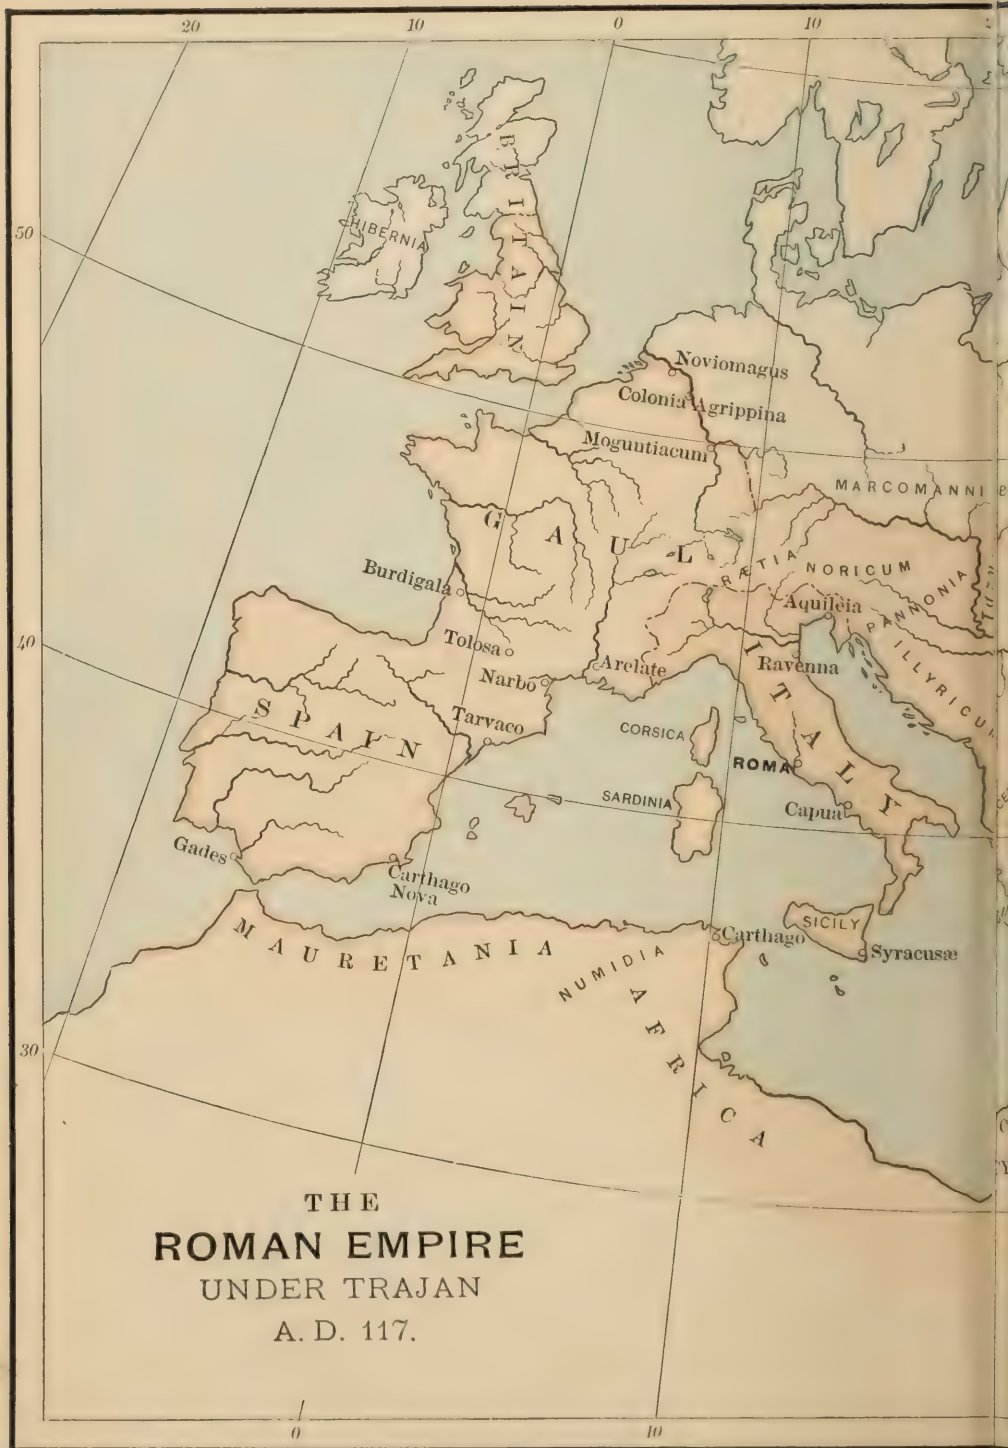 20
10
0
10
50
40
30
BRITAIN
HIBERNIA
Noviomagus
Colonia Agrippina
Moguntiacum
MARCOMANNI
GAUL
RÆTIA
NORICUM
PANNONIA
Burdigala
Aquileia
ILLYRICU
Tolosa
Arelate
Ravenna
Narbo
ITALY
SPAIN
Tarvaco
CORSICA
ROMA
SARDINIA
Capua
Gades
Carthago
Nova
SICILY
Carthago
Syracusæ
MAURETANIA
NUMIDIA
AFRICA
THE
ROMAN EMPIRE
UNDER TRAJAN
A. D. 117.
0
10